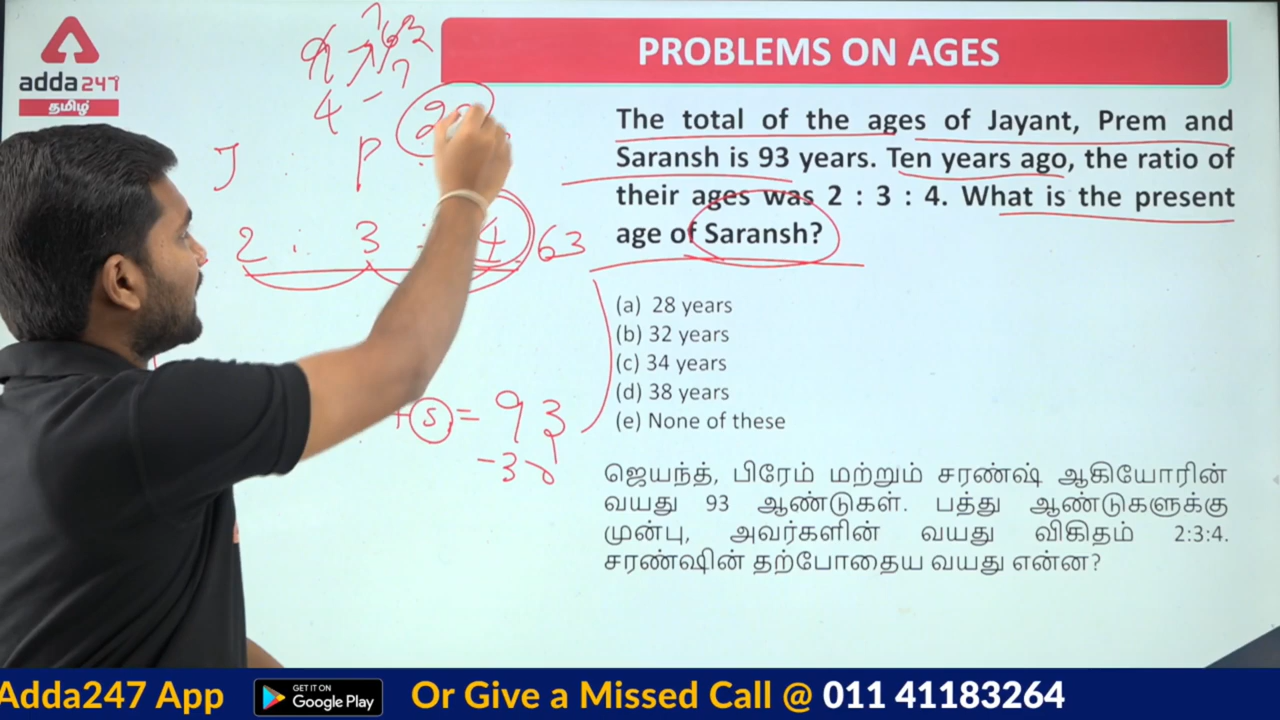 adda247
தமிழ்
PROBLEMS ON AGES
The total of the ages of Jayant, Prem and
Saransh is 93 years. Ten years ago, the ratio of
their ages was 2 : 3 : 4. What is the present
age of Saransh?
(a) 28 years
(b) 32 years
(c) 34 years
(d) 38 years
(e) None of these
ஜெயந்த், பிரேம் மற்றும் சரண்ஷ் ஆகியோரின்
வயது 93 ஆண்டுகள். பத்து ஆண்டுகளுக்கு
முன்பு, அவர்களின் வயது விகிதம் 2:3:4.
சரண்ஷின் தற்போதைய வயது என்ன?
9 → 63
4 - 7
J : P
2 : 3 : 4 63
+ S = 93
-30
Adda247 App
GET IT ON
Google Play
Or Give a Missed Call @ 011 41183264